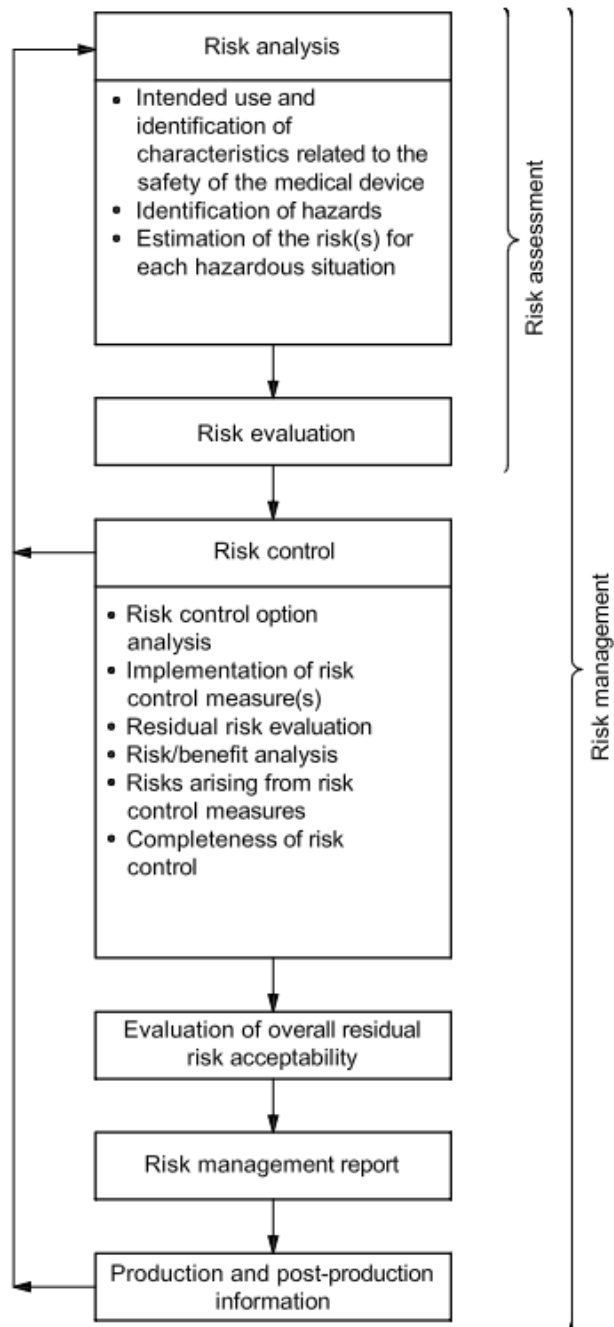 Risk analysis
• Intended use and
identification of
characteristics related to the
safety of the medical device
• Identification of hazards
• Estimation of the risk(s) for
each hazardous situation
Risk evaluation
Risk assessment
Risk control
• Risk control option
analysis
• Implementation of risk
control measure(s)
• Residual risk evaluation
• Risk/benefit analysis
• Risks arising from risk
control measures
• Completeness of risk
control
Evaluation of overall residual
risk acceptability
Risk management report
Production and post-production
information
Risk management